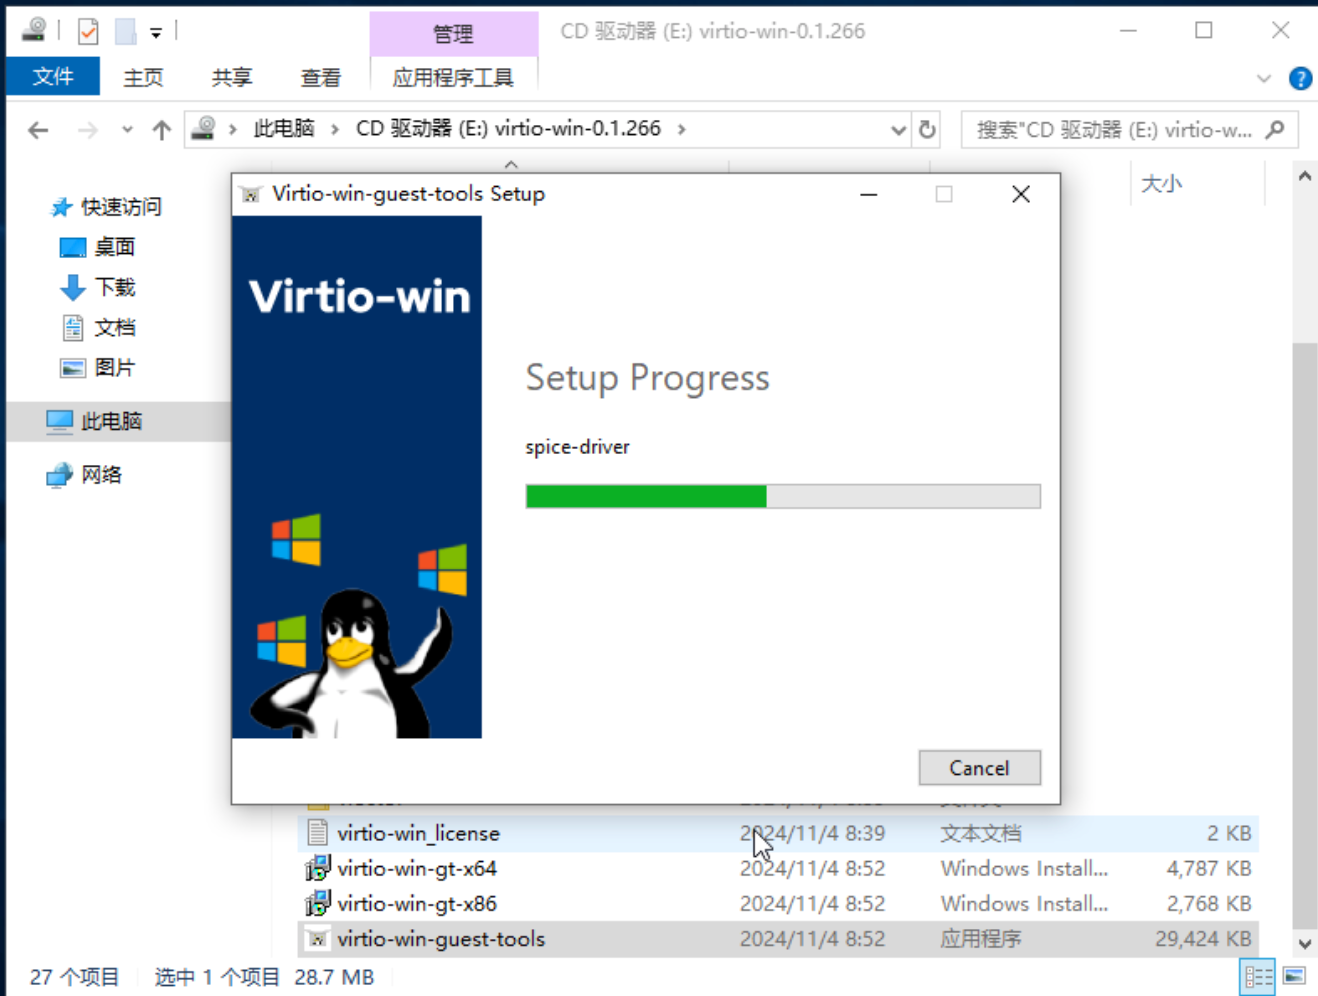 管理
CD 驱动器 (E:) virtio-win-0.1.266
文件
主页
共享
查看
应用程序工具
此电脑
CD 驱动器 (E:) virtio-win-0.1.266
搜索"CD 驱动器 (E:) virtio-w...
大小
快速访问
桌面
下载
文档
图片
此电脑
网络
Virtio-win-guest-tools Setup
Virtio-win
Setup Progress
spice-driver
Cancel
virtio-win_license 2024/11/4 8:39 文本文档 2 KB
virtio-win-gt-x64 2024/11/4 8:52 Windows Install... 4,787 KB
virtio-win-gt-x86 2024/11/4 8:52 Windows Install... 2,768 KB
virtio-win-guest-tools 2024/11/4 8:52 应用程序 29,424 KB
27 个项目 选中 1 个项目 28.7 MB